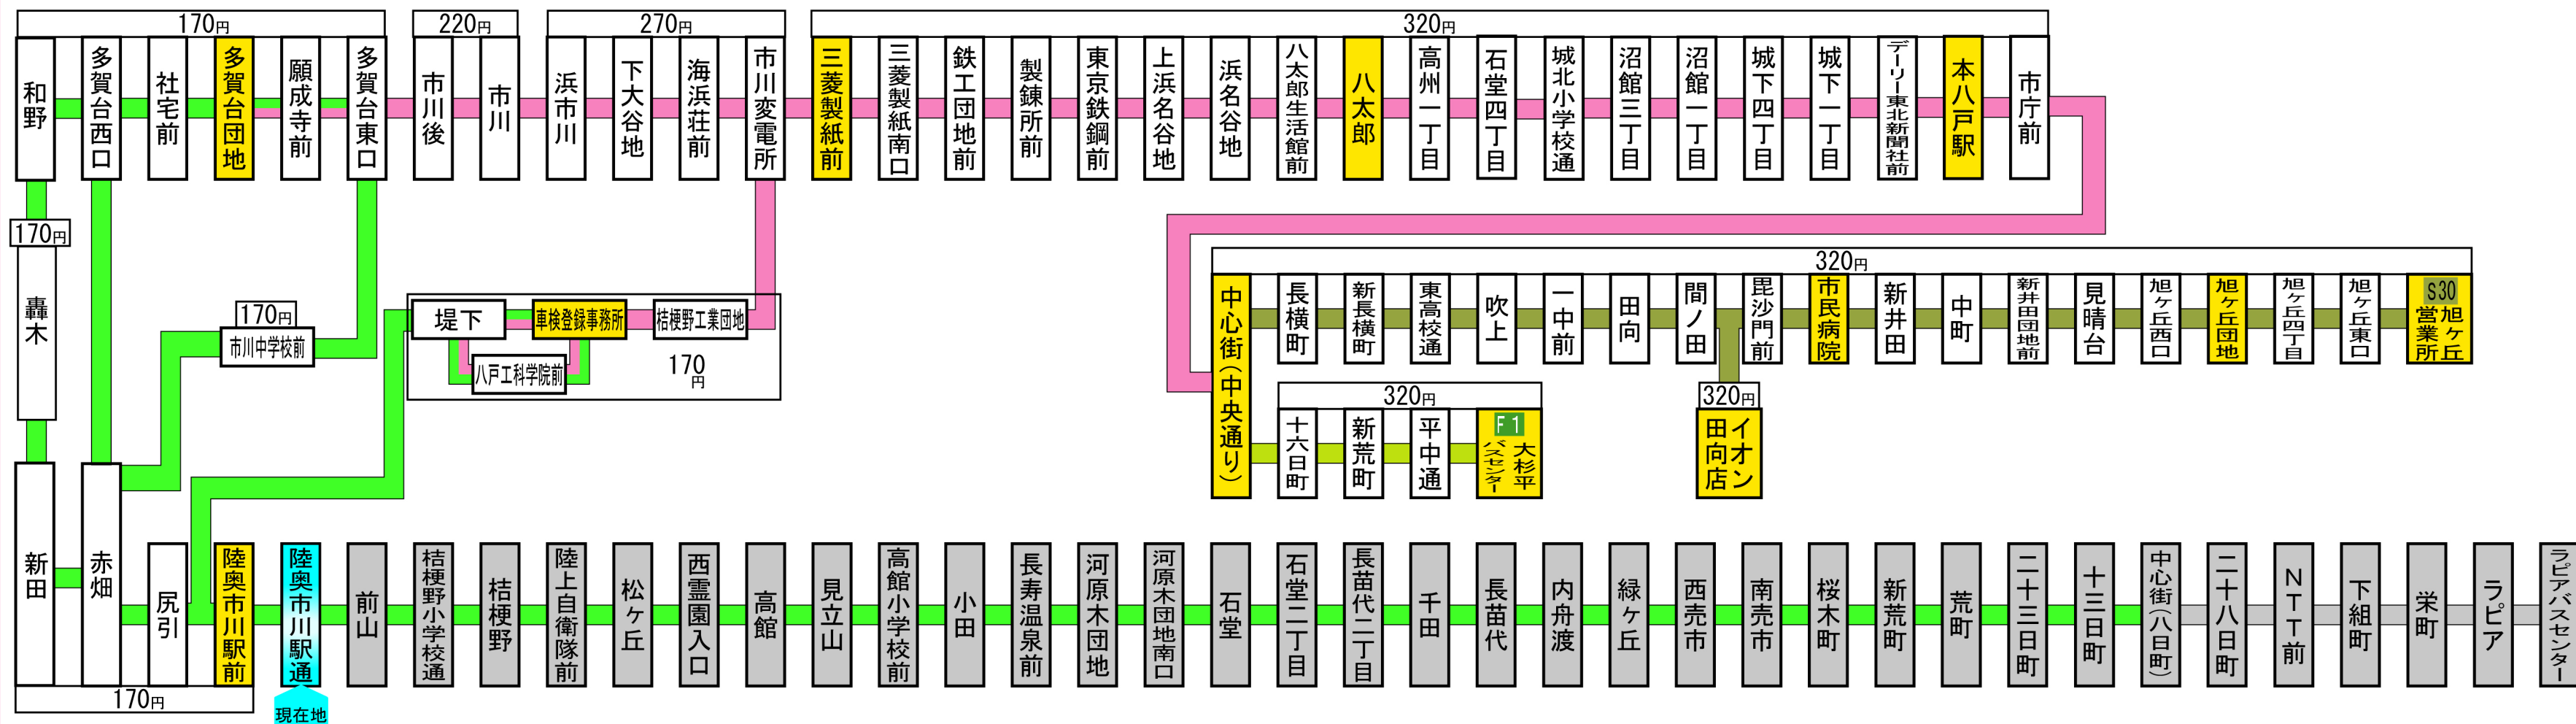 170円
220円
270円
320円
和野
多賀台西口
社宅前
多賀台団地
願成寺前
多賀台東口
市川後
市川
浜市川
下大谷地
海浜荘前
市川変電所
三菱製紙前
三菱製紙南口
鉄工団地前
製錬所前
東京鉄鋼前
上浜名谷地
浜名谷地
八太郎生活館前
八太郎
高州一丁目
石堂四丁目
城北小学校通
沼館三丁目
沼館一丁目
城下四丁目
城下一丁目
デーリー東北新聞社前
本八戸駅
市庁前
170円
轟木
170円
市川中学校前
堤下
車検登録事務所
桔梗野工業団地
八戸工科学院前
170円
320円
中心街(中央通り)
長横町
新長横町
東高校通
吹上
一中前
田向
間ノ田
毘沙門前
市民病院
新井田
中町
新井田団地前
見晴台
旭ヶ丘西口
旭ヶ丘団地
旭ヶ丘四丁目
旭ヶ丘東口
S30
旭ヶ丘営業所
320円
十六日町
新荒町
平中通
F1
大杉平バスセンター
320円
イオン田向店
新田
赤畑
尻引
陸奥市川駅前
陸奥市川駅通
前山
桔梗野小学校通
桔梗野
陸上自衛隊前
松ヶ丘
西霊園入口
高館
見立山
高館小学校前
小田
長寿温泉前
河原木団地
河原木団地南口
石堂
石堂二丁目
長苗代二丁目
千田
長苗代
内舟渡
緑ヶ丘
西売市
南売市
桜木町
新荒町
荒町
二十三日町
十三日町
中心街(八日町)
二十八日町
NTT前
下組町
栄町
ラピア
ラピアバスセンター
170円
現在地